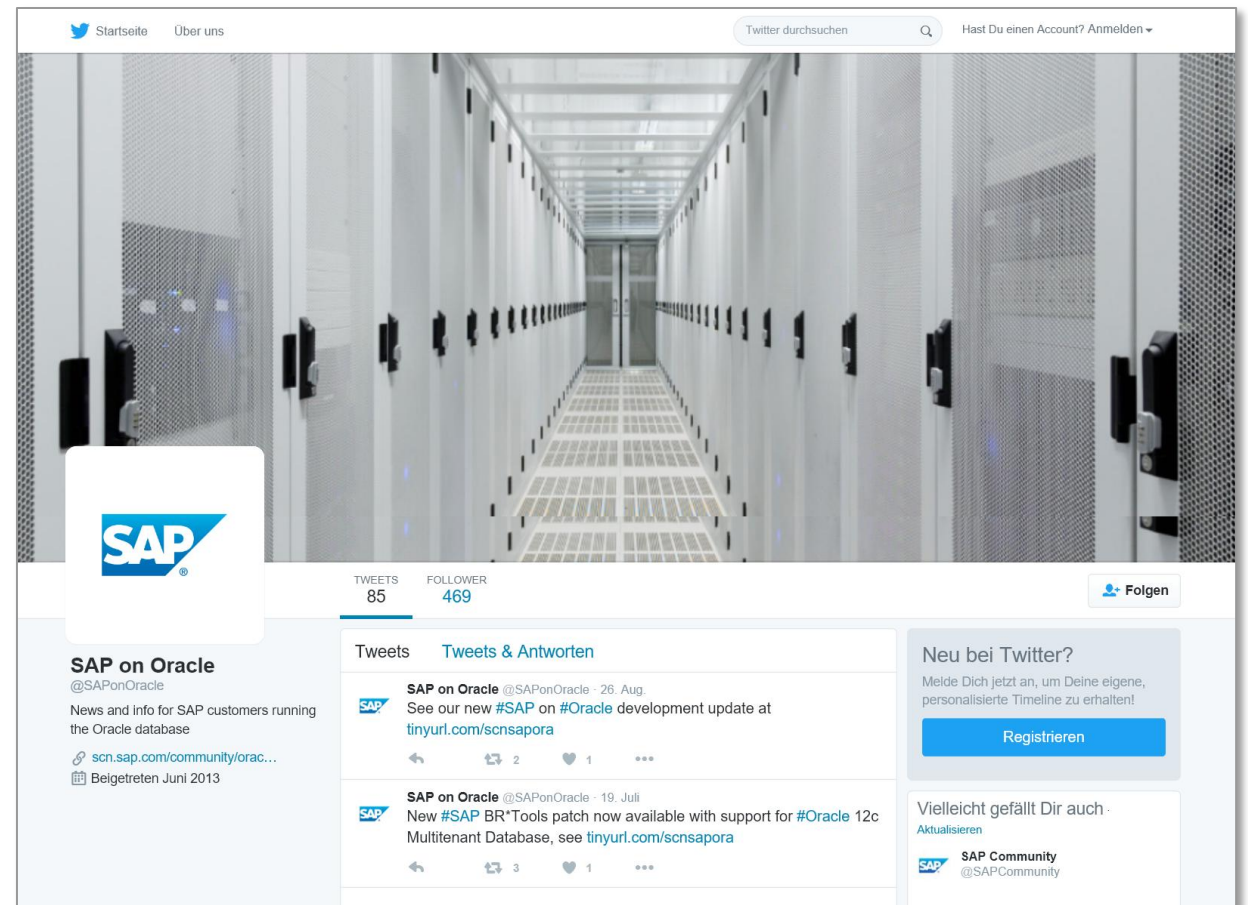 Startseite Über uns
Twitter durchsuchen
Hast Du einen Account? Anmelden
SAP
®
TWEETS
85
FOLLOWER
469
Folgen
SAP on Oracle
@SAPonOracle
News and info for SAP customers running
the Oracle database
scn.sap.com/community/orac…
Beigetreten Juni 2013
Tweets Tweets & Antworten
SAP
SAP on Oracle @SAPonOracle · 26. Aug.
See our new #SAP on #Oracle development update at
tinyurl.com/scnsapora
2 1
SAP
SAP on Oracle @SAPonOracle · 19. Juli
New #SAP BR*Tools patch now available with support for #Oracle 12c
Multitenant Database, see tinyurl.com/scnsapora
3 1
Neu bei Twitter?
Melde Dich jetzt an, um Deine eigene,
personalisierte Timeline zu erhalten!
Registrieren
Vielleicht gefällt Dir auch ·
Aktualisieren
SAP
SAP Community
@SAPCommunity